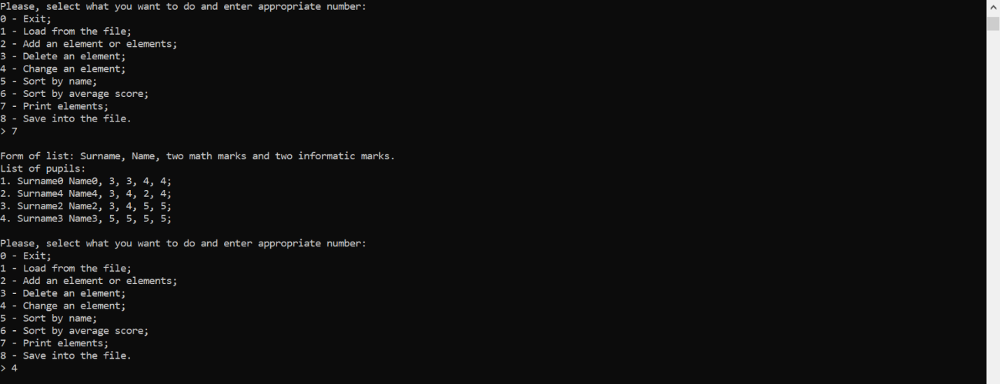 Please, select what you want to do and enter appropriate number:
0 - Exit;
1 - Load from the file;
2 - Add an element or elements;
3 - Delete an element;
4 - Change an element;
5 - Sort by name;
6 - Sort by average score;
7 - Print elements;
8 - Save into the file.
> 7
Form of list: Surname, Name, two math marks and two informatic marks.
List of pupils:
1. Surname0 Name0, 3, 3, 4, 4;
2. Surname4 Name4, 3, 4, 2, 4;
3. Surname2 Name2, 3, 4, 5, 5;
4. Surname3 Name3, 5, 5, 5, 5;
Please, select what you want to do and enter appropriate number:
0 - Exit;
1 - Load from the file;
2 - Add an element or elements;
3 - Delete an element;
4 - Change an element;
5 - Sort by name;
6 - Sort by average score;
7 - Print elements;
8 - Save into the file.
> 4